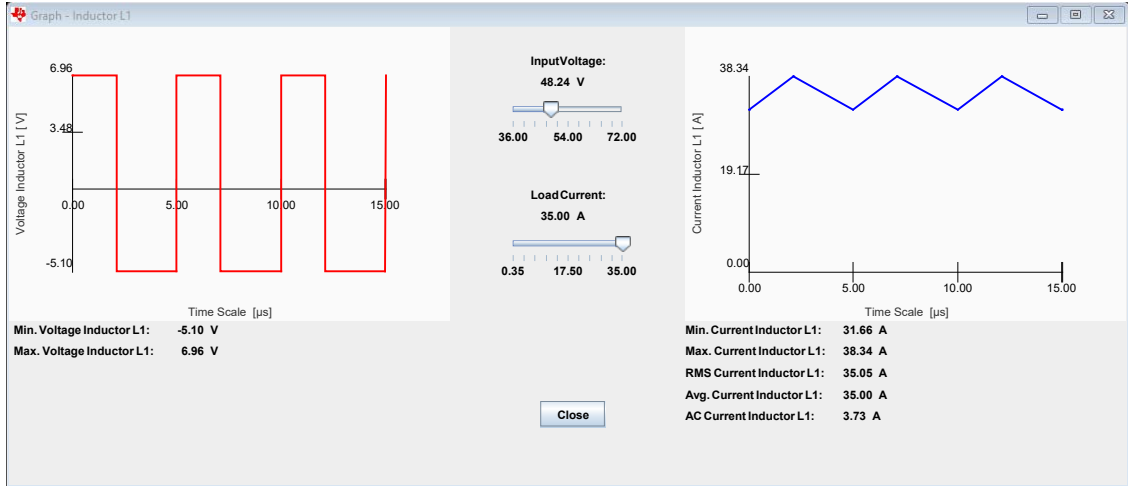 Graph - Inductor L1
6.96
3.48
-5.10
0.00 5.00 10.00 15.00
Voltage Inductor L1 [V]
Time Scale [µs]
Min. Voltage Inductor L1: -5.10 V
Max. Voltage Inductor L1: 6.96 V
InputVoltage:
48.24 V
36.00 54.00 72.00
LoadCurrent:
35.00 A
0.35 17.50 35.00
Close
38.34
19.17
0.00
0.00 5.00 10.00 15.00
Current Inductor L1 [A]
Time Scale [µs]
Min. Current Inductor L1: 31.66 A
Max. Current Inductor L1: 38.34 A
RMS Current Inductor L1: 35.05 A
Avg. Current Inductor L1: 35.00 A
AC Current Inductor L1: 3.73 A